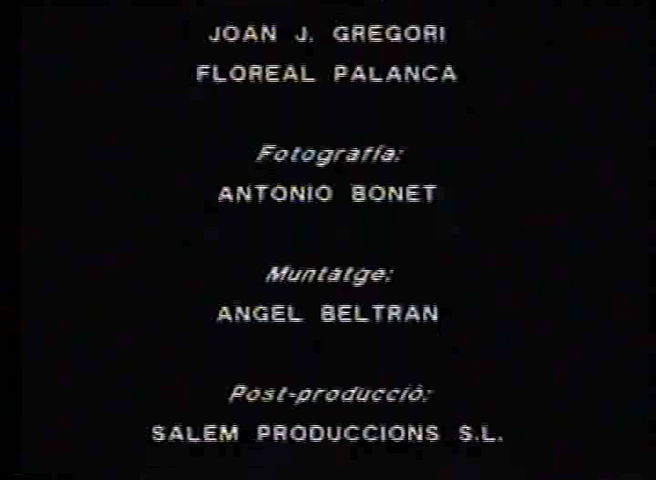 JOAN J. GREGORI
FLOREAL PALANCA
Fotografía:
ANTONIO BONET
Muntatge:
ANGEL BELTRAN
Post-producció:
SALEM PRODUCCIONS S.L.